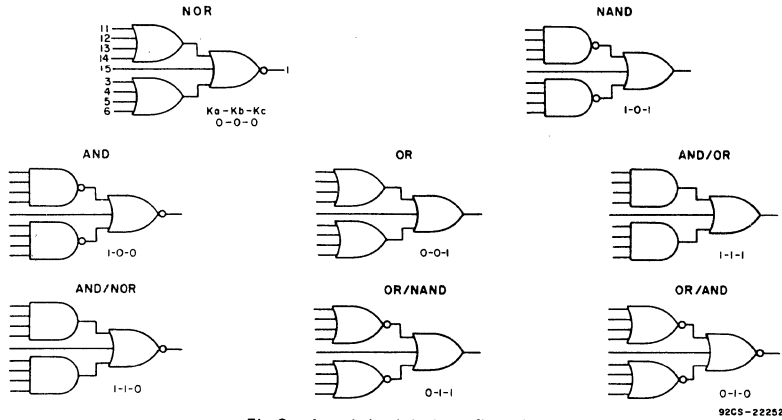 NOR
NAND
11
12
13
14
15
3
4
5
6
1
Ka-Kb-Kc
0-0-0
1-0-1
AND
OR
AND/OR
1-0-0
0-0-1
1-1-1
AND/NOR
OR/NAND
OR/AND
1-1-0
0-1-1
0-1-0
92CS-22252